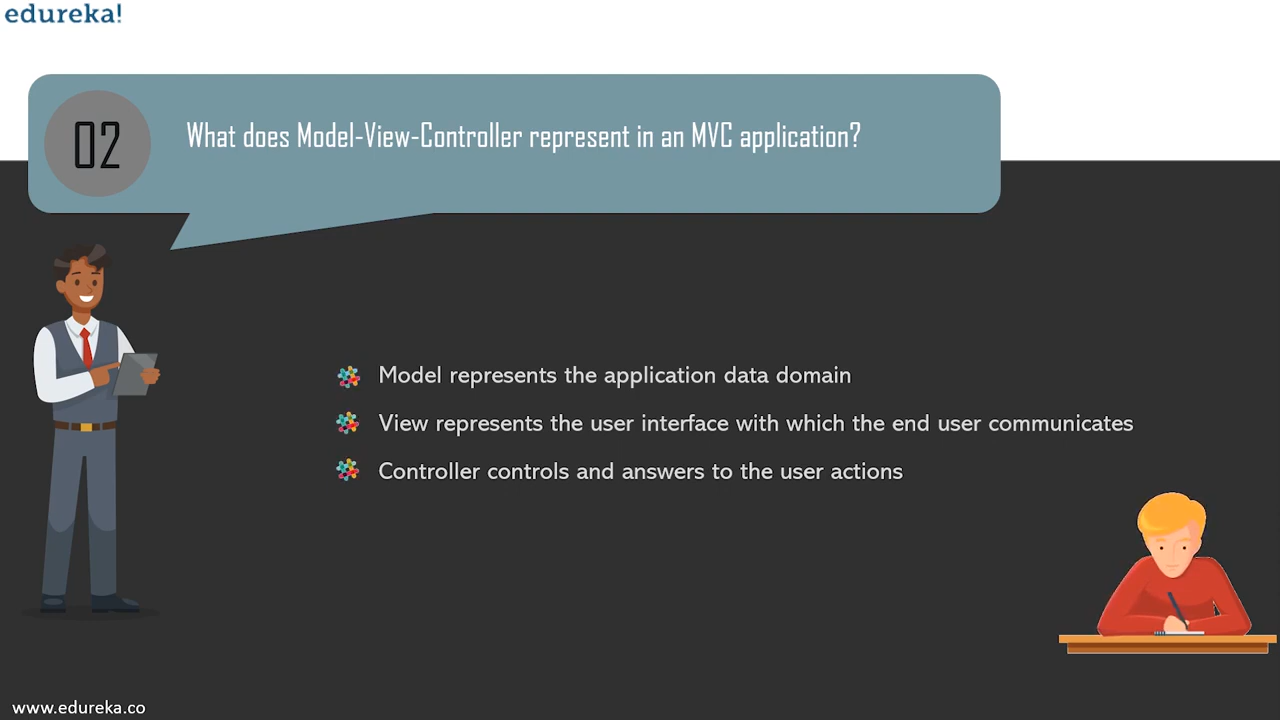 edureka!
02
What does Model-View-Controller represent in an MVC application?
Model represents the application data domain
View represents the user interface with which the end user communicates
Controller controls and answers to the user actions
www.edureka.co